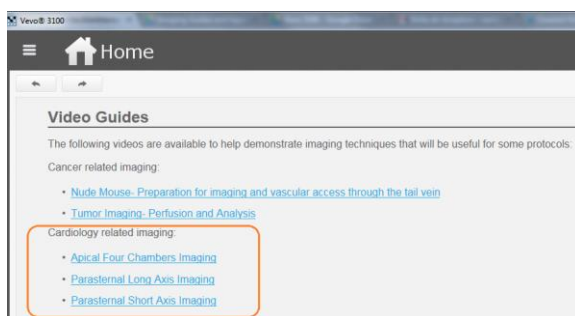 Vevo® 3100
Home
Video Guides
The following videos are available to help demonstrate imaging techniques that will be useful for some protocols:
Cancer related imaging:
• Nude Mouse- Preparation for imaging and vascular access through the tail vein
• Tumor Imaging- Perfusion and Analysis
Cardiology related imaging:
• Apical Four Chambers Imaging
• Parasternal Long Axis Imaging
• Parasternal Short Axis Imaging